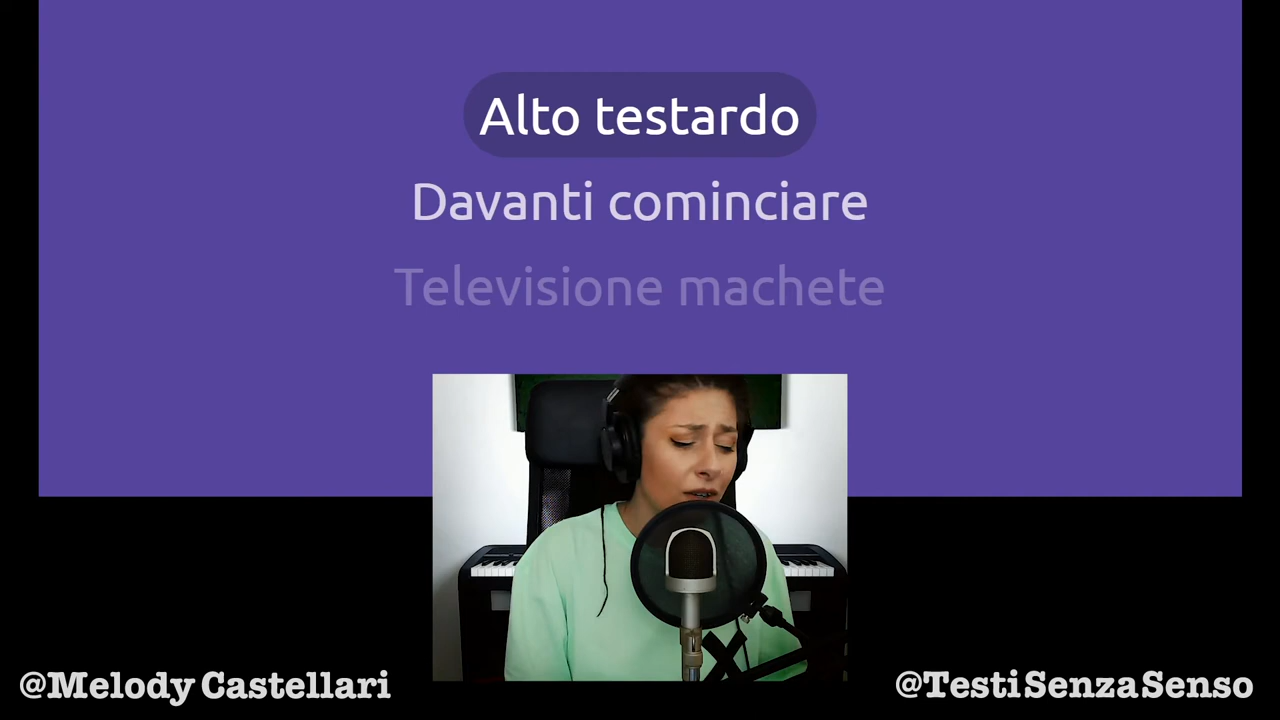 Alto testardo
Davanti cominciare
Televisione machete
@Melody Castellari
@TestiSenzaSenso